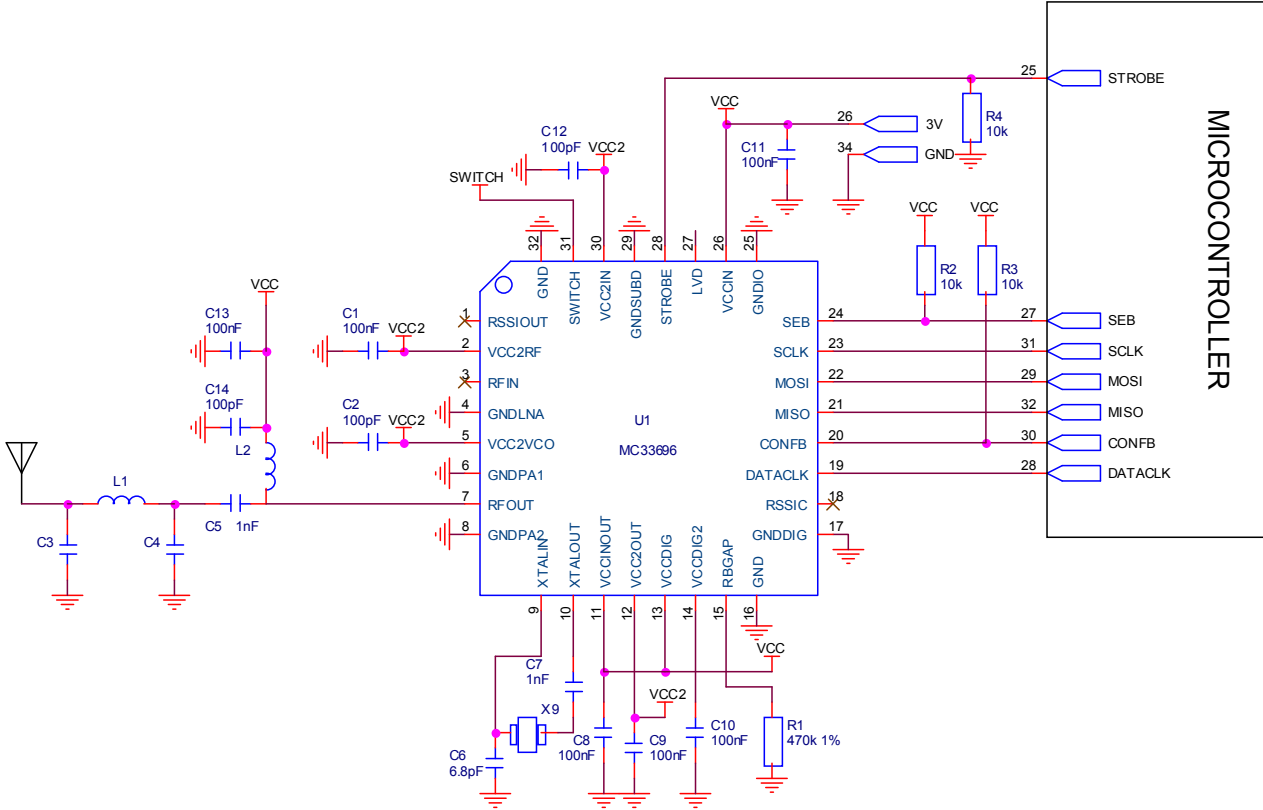 MICROCONTROLLER
25
STROBE
R4
10k
VCC
26
3V
C11
100nF
34
GND
C12
100pF
VCC2
SWITCH
VCC
R2
10k
VCC
R3
10k
32
31
30
29
28
27
26
25
GND
SWITCH
VCC2IN
GNDSUBD
STROBE
LVD
VCCIN
GNDIO
VCC
C13
100nF
C14
100pF
L2
C1
100nF
VCC2
C2
100pF
VCC2
1
RSSIOUT
2
VCC2RF
3
RFIN
4
GNDLNA
5
VCC2VCO
6
GNDPA1
7
RFOUT
8
GNDPA2
U1
MC33696
SEB
24
27
SEB
SCLK
23
31
SCLK
MOSI
22
29
MOSI
MISO
21
32
MISO
CONFB
20
30
CONFB
DATACLK
19
28
DATACLK
RSSIC
18
GNDDIG
17
L1
C5
1nF
C3
C4
XTALIN
XTALOUT
VCCINOUT
VCC2OUT
VCCDIG
VCCDIG2
RBGAP
GND
9
10
11
12
13
14
15
16
VCC
C7
1nF
VCC2
X9
C6
6.8pF
C8
100nF
C9
100nF
C10
100nF
R1
470k 1%